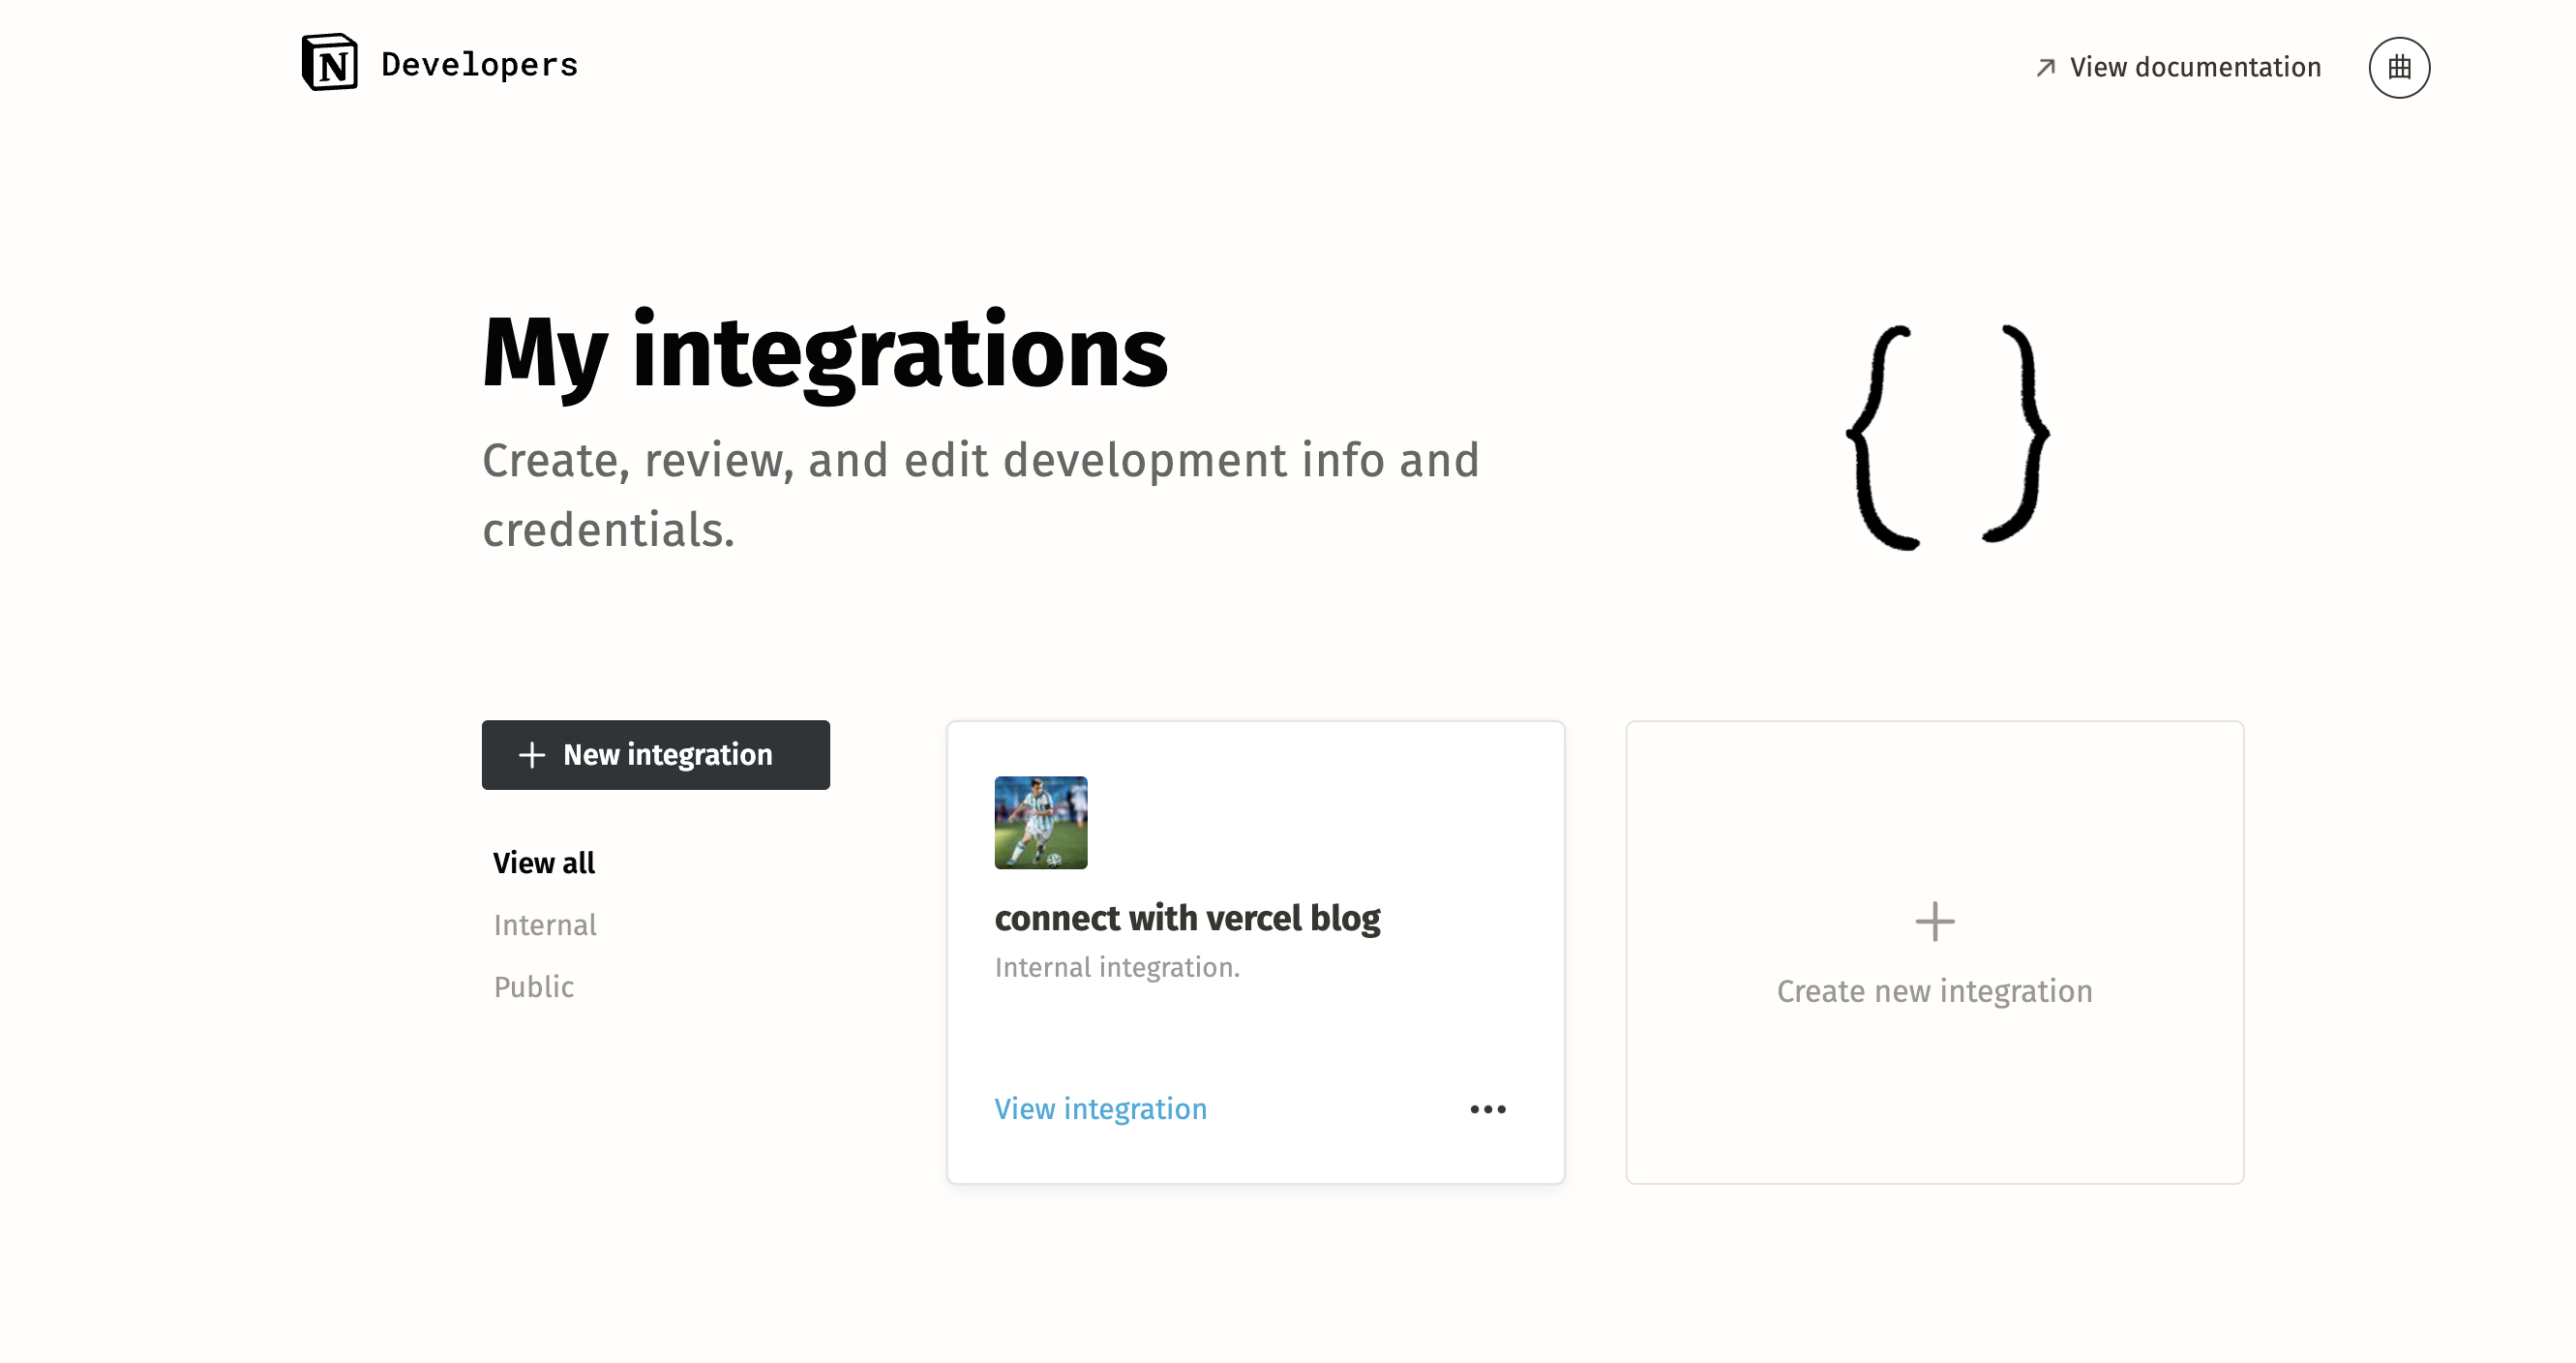 N Developers
View documentation
曲
My integrations
Create, review, and edit development info and
credentials.
New integration
View all
Internal
Public
connect with vercel blog
Internal integration.
View integration
Create new integration